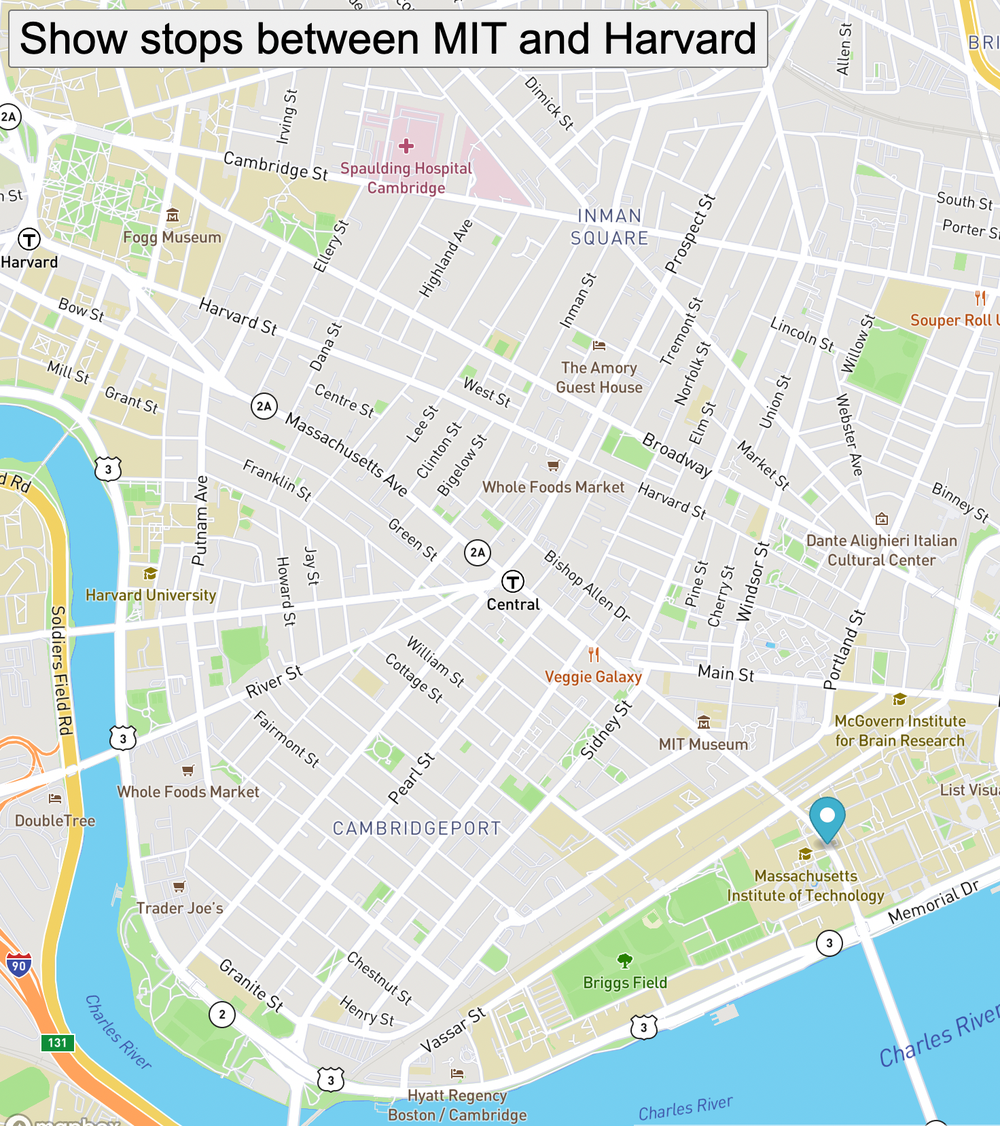 Show stops between MIT and Harvard
Allen St
2A
Irving St
Dimick St
Cambridge St
Spaulding Hospital
Cambridge
South St
INMAN
SQUARE
Prospect St
Fogg Museum
Harvard
Ellery St
Highland Ave
Inman St
Bow St
Harvard St
Dana St
Tremont St
Lincoln St
Willow St
Souper Roll
The Amory
Guest House
Norfolk St
Mill St
Grant St
Centre St
West St
2A
Massachusetts Ave
Lee St
Clinton St
Bigelow St
Elm St
Union St
Webster Ave
Broadway
Market St
3
Franklin St
Whole Foods Market
Harvard St
Binney St
Putnam Ave
Green St
2A
Dante Alighieri Italian
Cultural Center
Howard St
Jay St
Central
Bishop Allen Dr
Pine St
Cherry St
Windsor St
Harvard University
Soldiers Field Rd
William St
Cottage St
Veggie Galaxy
Main St
Portland St
River St
Fairmont St
Sidney St
McGovern Institute
for Brain Research
MIT Museum
3
Whole Foods Market
Pearl St
DoubleTree
CAMBRIDGEPORT
Massachusetts
Institute of Technology
Trader Joe's
Memorial Dr
3
90
Granite St
Chestnut St
Briggs Field
Henry St
Vassar St
2
3
131
Charles River
Charles River
3
Hyatt Regency
Boston / Cambridge
Charles River